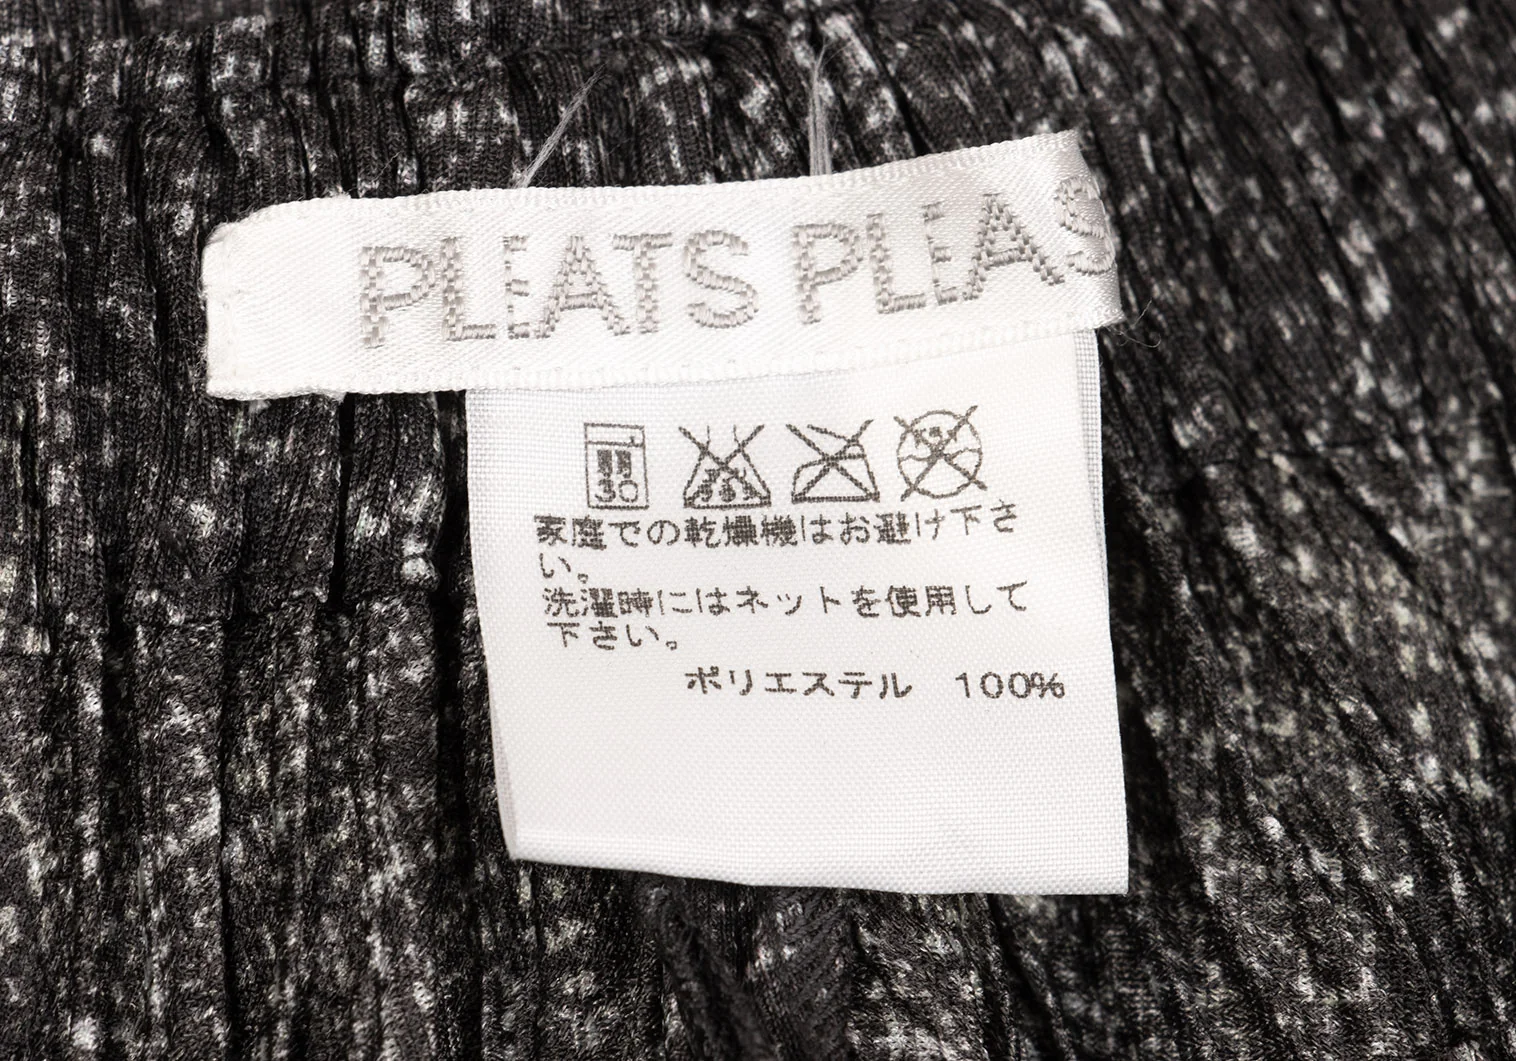 PLEATS PLEAS
30
家庭での乾燥機はお避け下さ
い。
洗濯時にはネットを使用して
下さい。
ポリエステル 100%